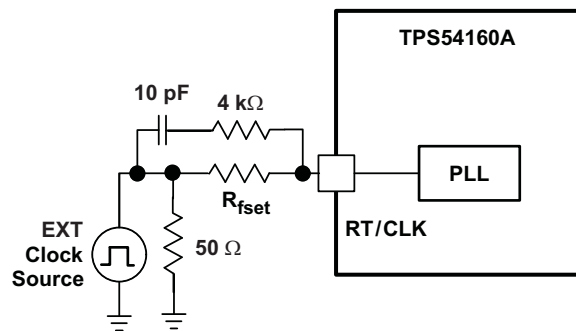 TPS54160A
10 pF
4 kΩ
PLL
Rfset
RT/CLK
EXT
Clock
Source
50 Ω